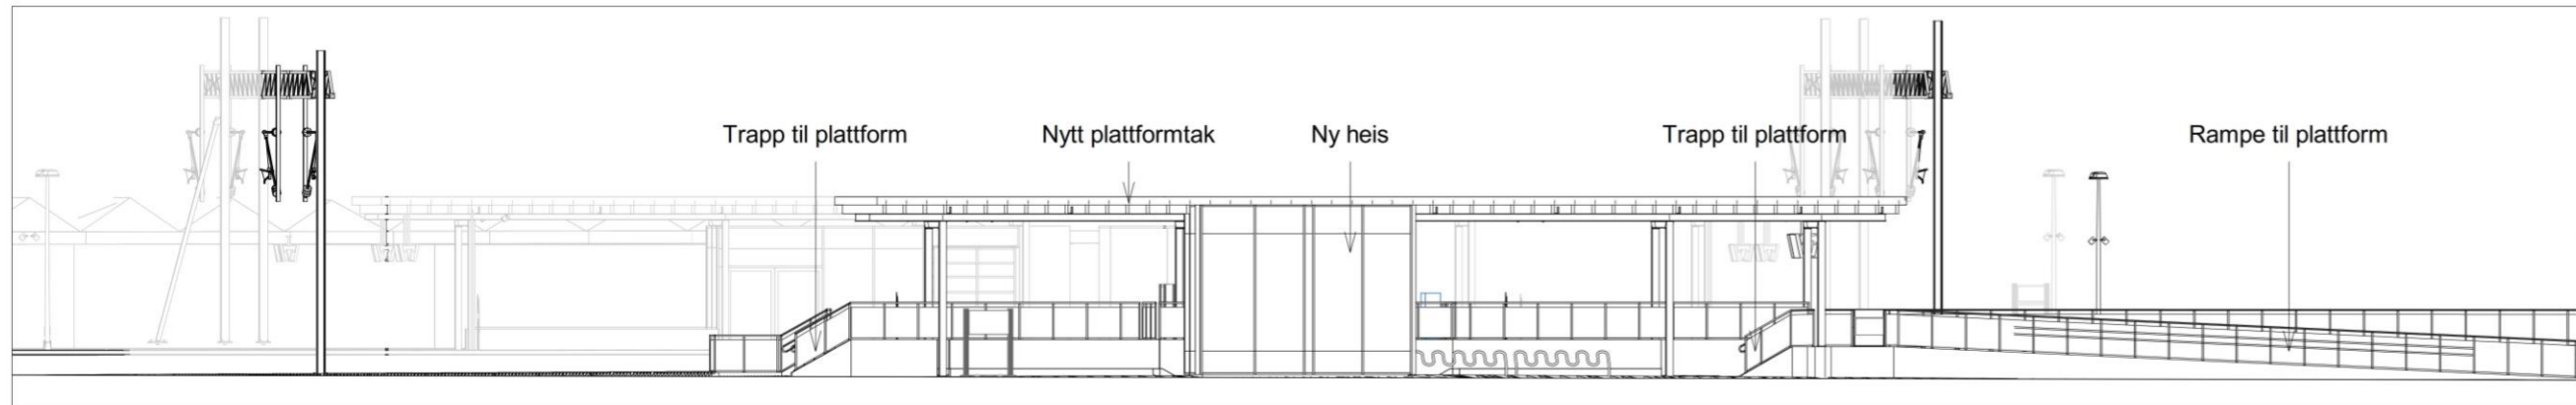 Trapp til plattform
Nytt plattformtak
Ny heis
Trapp til plattform
Rampe til plattform